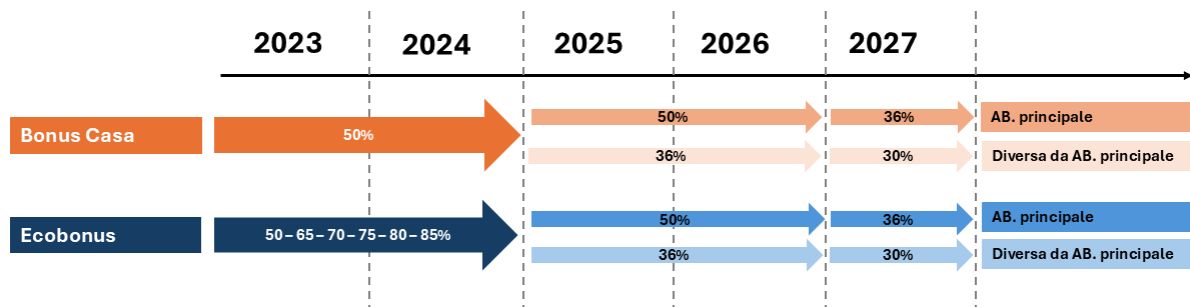 2023 2024 2025 2026 2027
Bonus Casa
50%
50%
36%
AB. principale
36%
30%
Diversa da AB. principale
Ecobonus
50 – 65 – 70 – 75 – 80 – 85%
50%
36%
AB. principale
36%
30%
Diversa da AB. principale